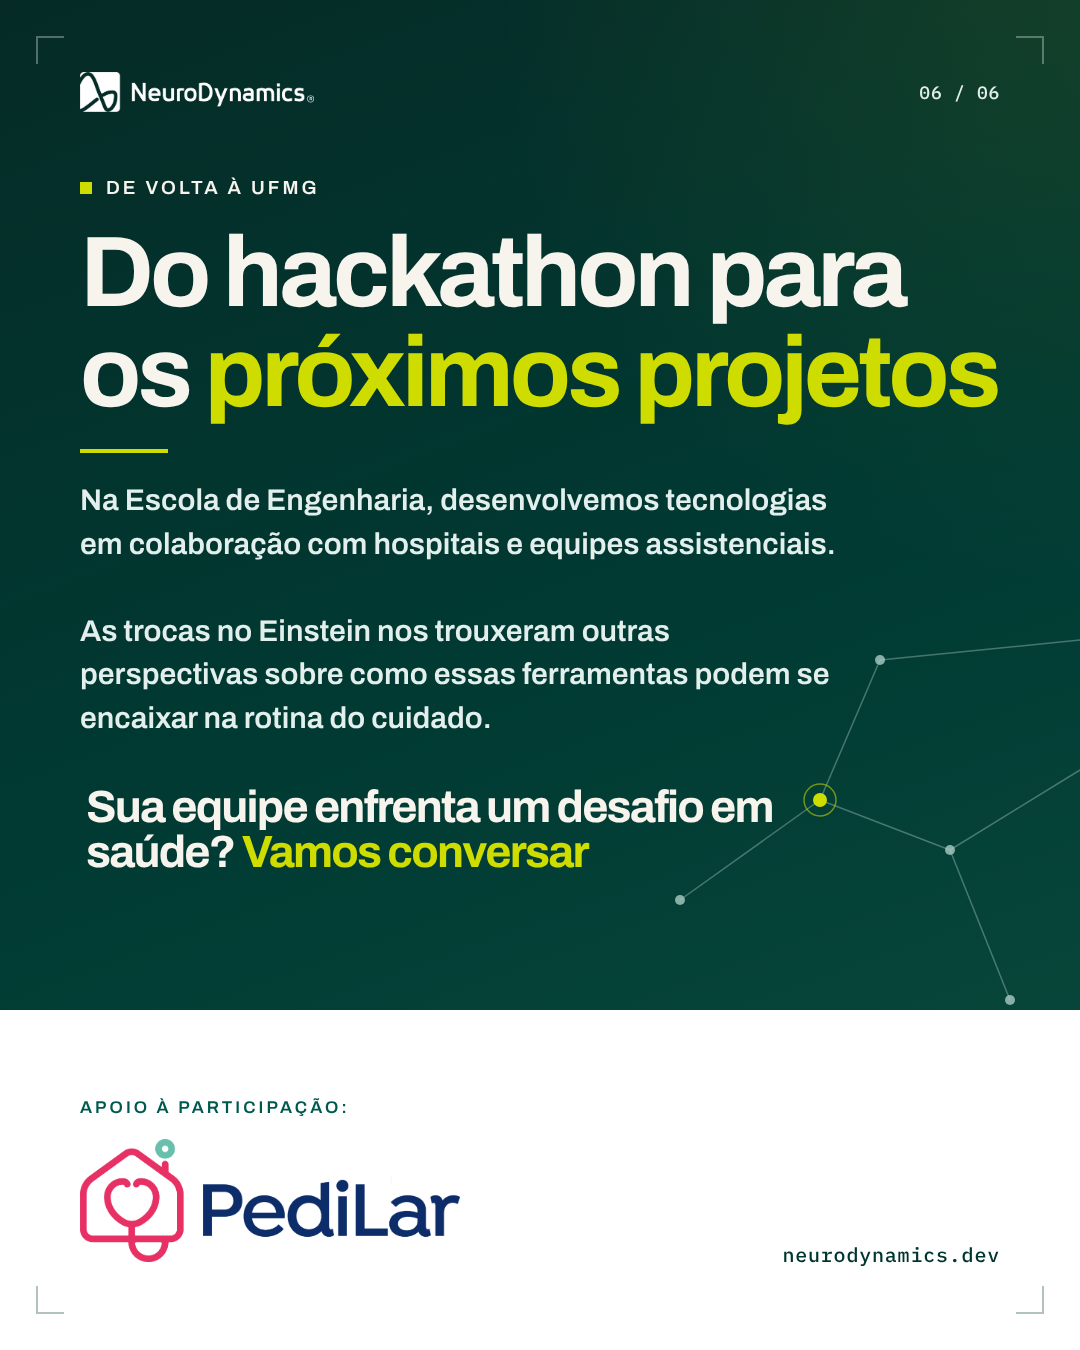 NeuroDynamics®
06 / 06
DE VOLTA À UFMG
Do hackathon para
os próximos projetos
Na Escola de Engenharia, desenvolvemos tecnologias
em colaboração com hospitais e equipes assistenciais.
As trocas no Einstein nos trouxeram outras
perspectivas sobre como essas ferramentas podem se
encaixar na rotina do cuidado.
Sua equipe enfrenta um desafio em
saúde? Vamos conversar
APOIO À PARTICIPAÇÃO:
PediLar
neurodynamics.dev